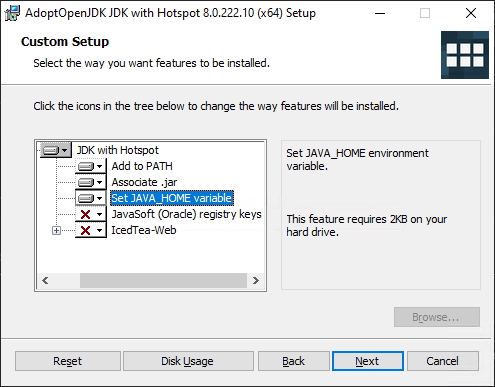 AdoptOpenJDK JDK with Hotspot 8.0.222.10 (x64) Setup
Custom Setup
Select the way you want features to be installed.
Click the icons in the tree below to change the way features will be installed.
JDK with Hotspot
Add to PATH
Associate .jar
Set JAVA_HOME variable
JavaSoft (Oracle) registry keys
IcedTea-Web
Set JAVA_HOME environment
variable.
This feature requires 2KB on your
hard drive.
Browse...
Reset
Disk Usage
Back
Next
Cancel